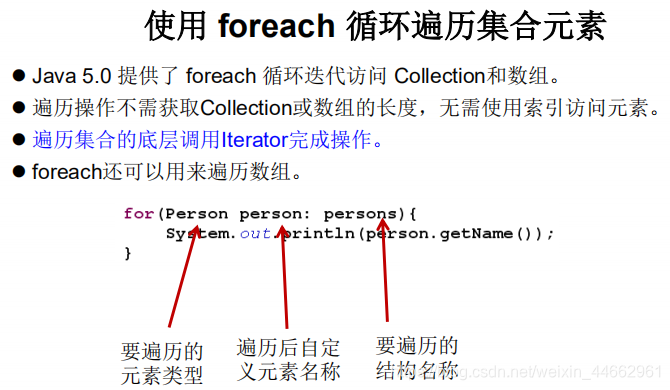 使用 foreach 循环遍历集合元素
● Java 5.0 提供了 foreach 循环迭代访问 Collection和数组。
● 遍历操作不需获取Collection或数组的长度，无需使用索引访问元素。
● 遍历集合的底层调用Iterator完成操作。
● foreach还可以用来遍历数组。
for(Person person: persons){
System.out.println(person.getName());
}
要遍历的
元素类型
遍历后自定
义元素名称
要遍历的
结构名称
blog.csdn.net/weixin_44662961